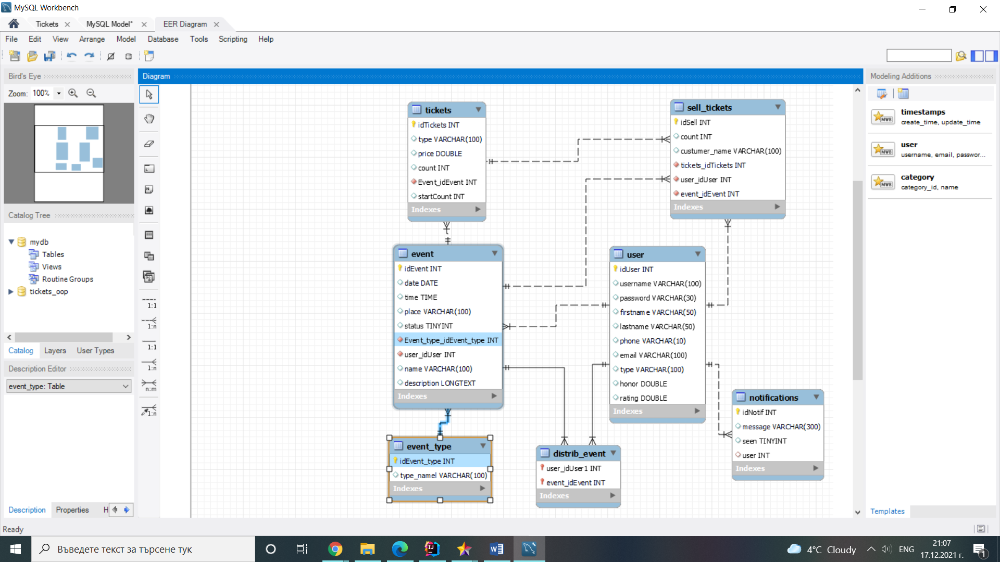 MySQL Workbench
Tickets
MySQL Model*
EER Diagram
File Edit View Arrange Model Database Tools Scripting Help
Bird's Eye
Zoom: 100%
Catalog Tree
mydb
Tables
Views
Routine Groups
tickets_oop
Catalog Layers User Types
Description Editor
event_type: Table
Description Properties H
Ready
1:1
1:n
1:1
1:n
n:m
1:n
Diagram
tickets
idTickets INT
type VARCHAR(100)
price DOUBLE
count INT
Event_idEvent INT
startCount INT
Indexes
sell_tickets
idSell INT
count INT
custumer_name VARCHAR(100)
tickets_idTickets INT
user_idUser INT
event_idEvent INT
Indexes
event
idEvent INT
date DATE
time TIME
place VARCHAR(100)
status TINYINT
Event_type_idEvent_type INT
user_idUser INT
name VARCHAR(100)
description LONGTEXT
Indexes
user
idUser INT
username VARCHAR(100)
password VARCHAR(30)
firstname VARCHAR(50)
lastname VARCHAR(50)
phone VARCHAR(10)
email VARCHAR(100)
type VARCHAR(100)
honor DOUBLE
rating DOUBLE
Indexes
notifications
idNotif INT
message VARCHAR(300)
seen TINYINT
user INT
Indexes
event_type
idEvent_type INT
type_namel VARCHAR(100)
Indexes
distrib_event
user_idUser1 INT
event_idEvent INT
Indexes
Modeling Additions
timestamps
create_time, update_time
user
username, email, passwor...
category
category_id, name
Templates
Въведете текст за търсене тук
4°C Cloudy
ENG
21:07
17.12.2021 г.
1